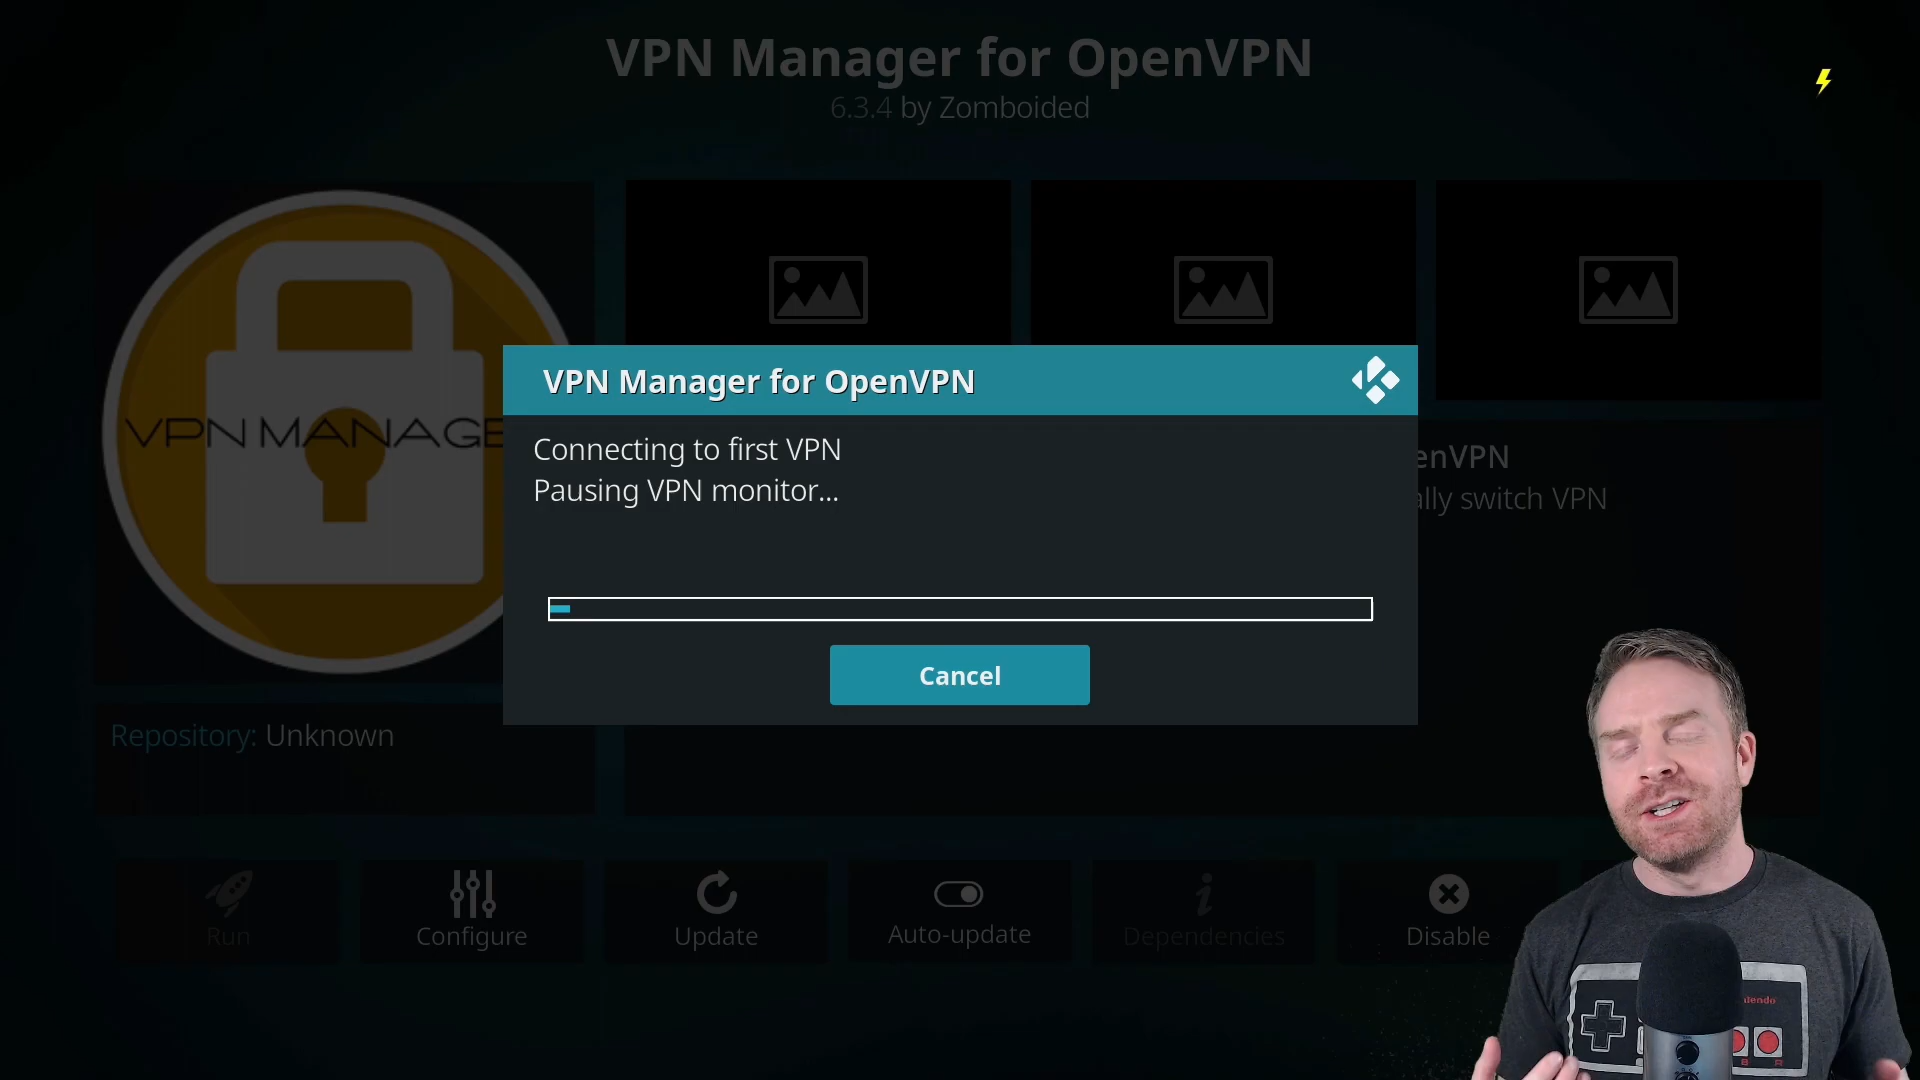 VPN Manager for OpenVPN
6.3.4 by Zomboided
VPN MANAGE
VPN Manager for OpenVPN
Connecting to first VPN
Pausing VPN monitor...
enVPN
ally switch VPN
Cancel
Repository: Unknown
Run
Configure
Update
Auto-update
Dependencies
Disable
B
A